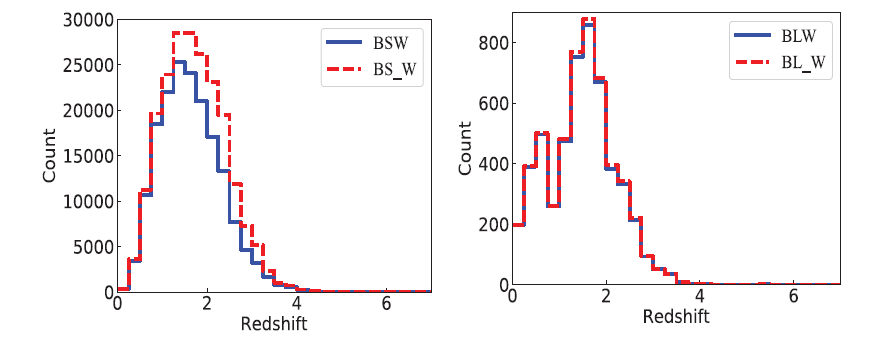 30000
25000
20000
15000
10000
5000
0
Count
0 2 4 6
Redshift
BSW
BS_W
800
600
400
200
0
Count
0 2 4 6
Redshift
BLW
BL_W